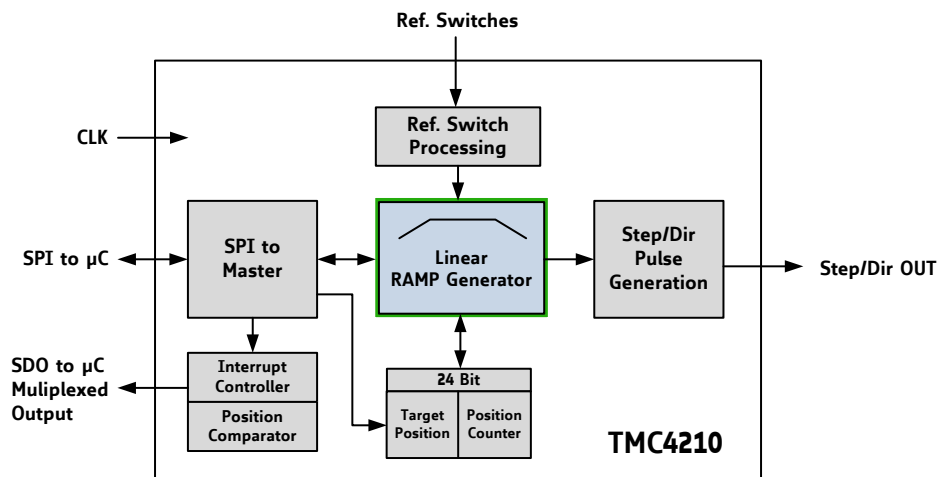 Ref. Switches
CLK
Ref. Switch
Processing
SPI to µC
SPI to
Master
Linear
RAMP Generator
Step/Dir
Pulse
Generation
Step/Dir OUT
SDO to µC
Muliplexed
Output
Interrupt
Controller
Position
Comparator
24 Bit
Target
Position
Position
Counter
TMC4210